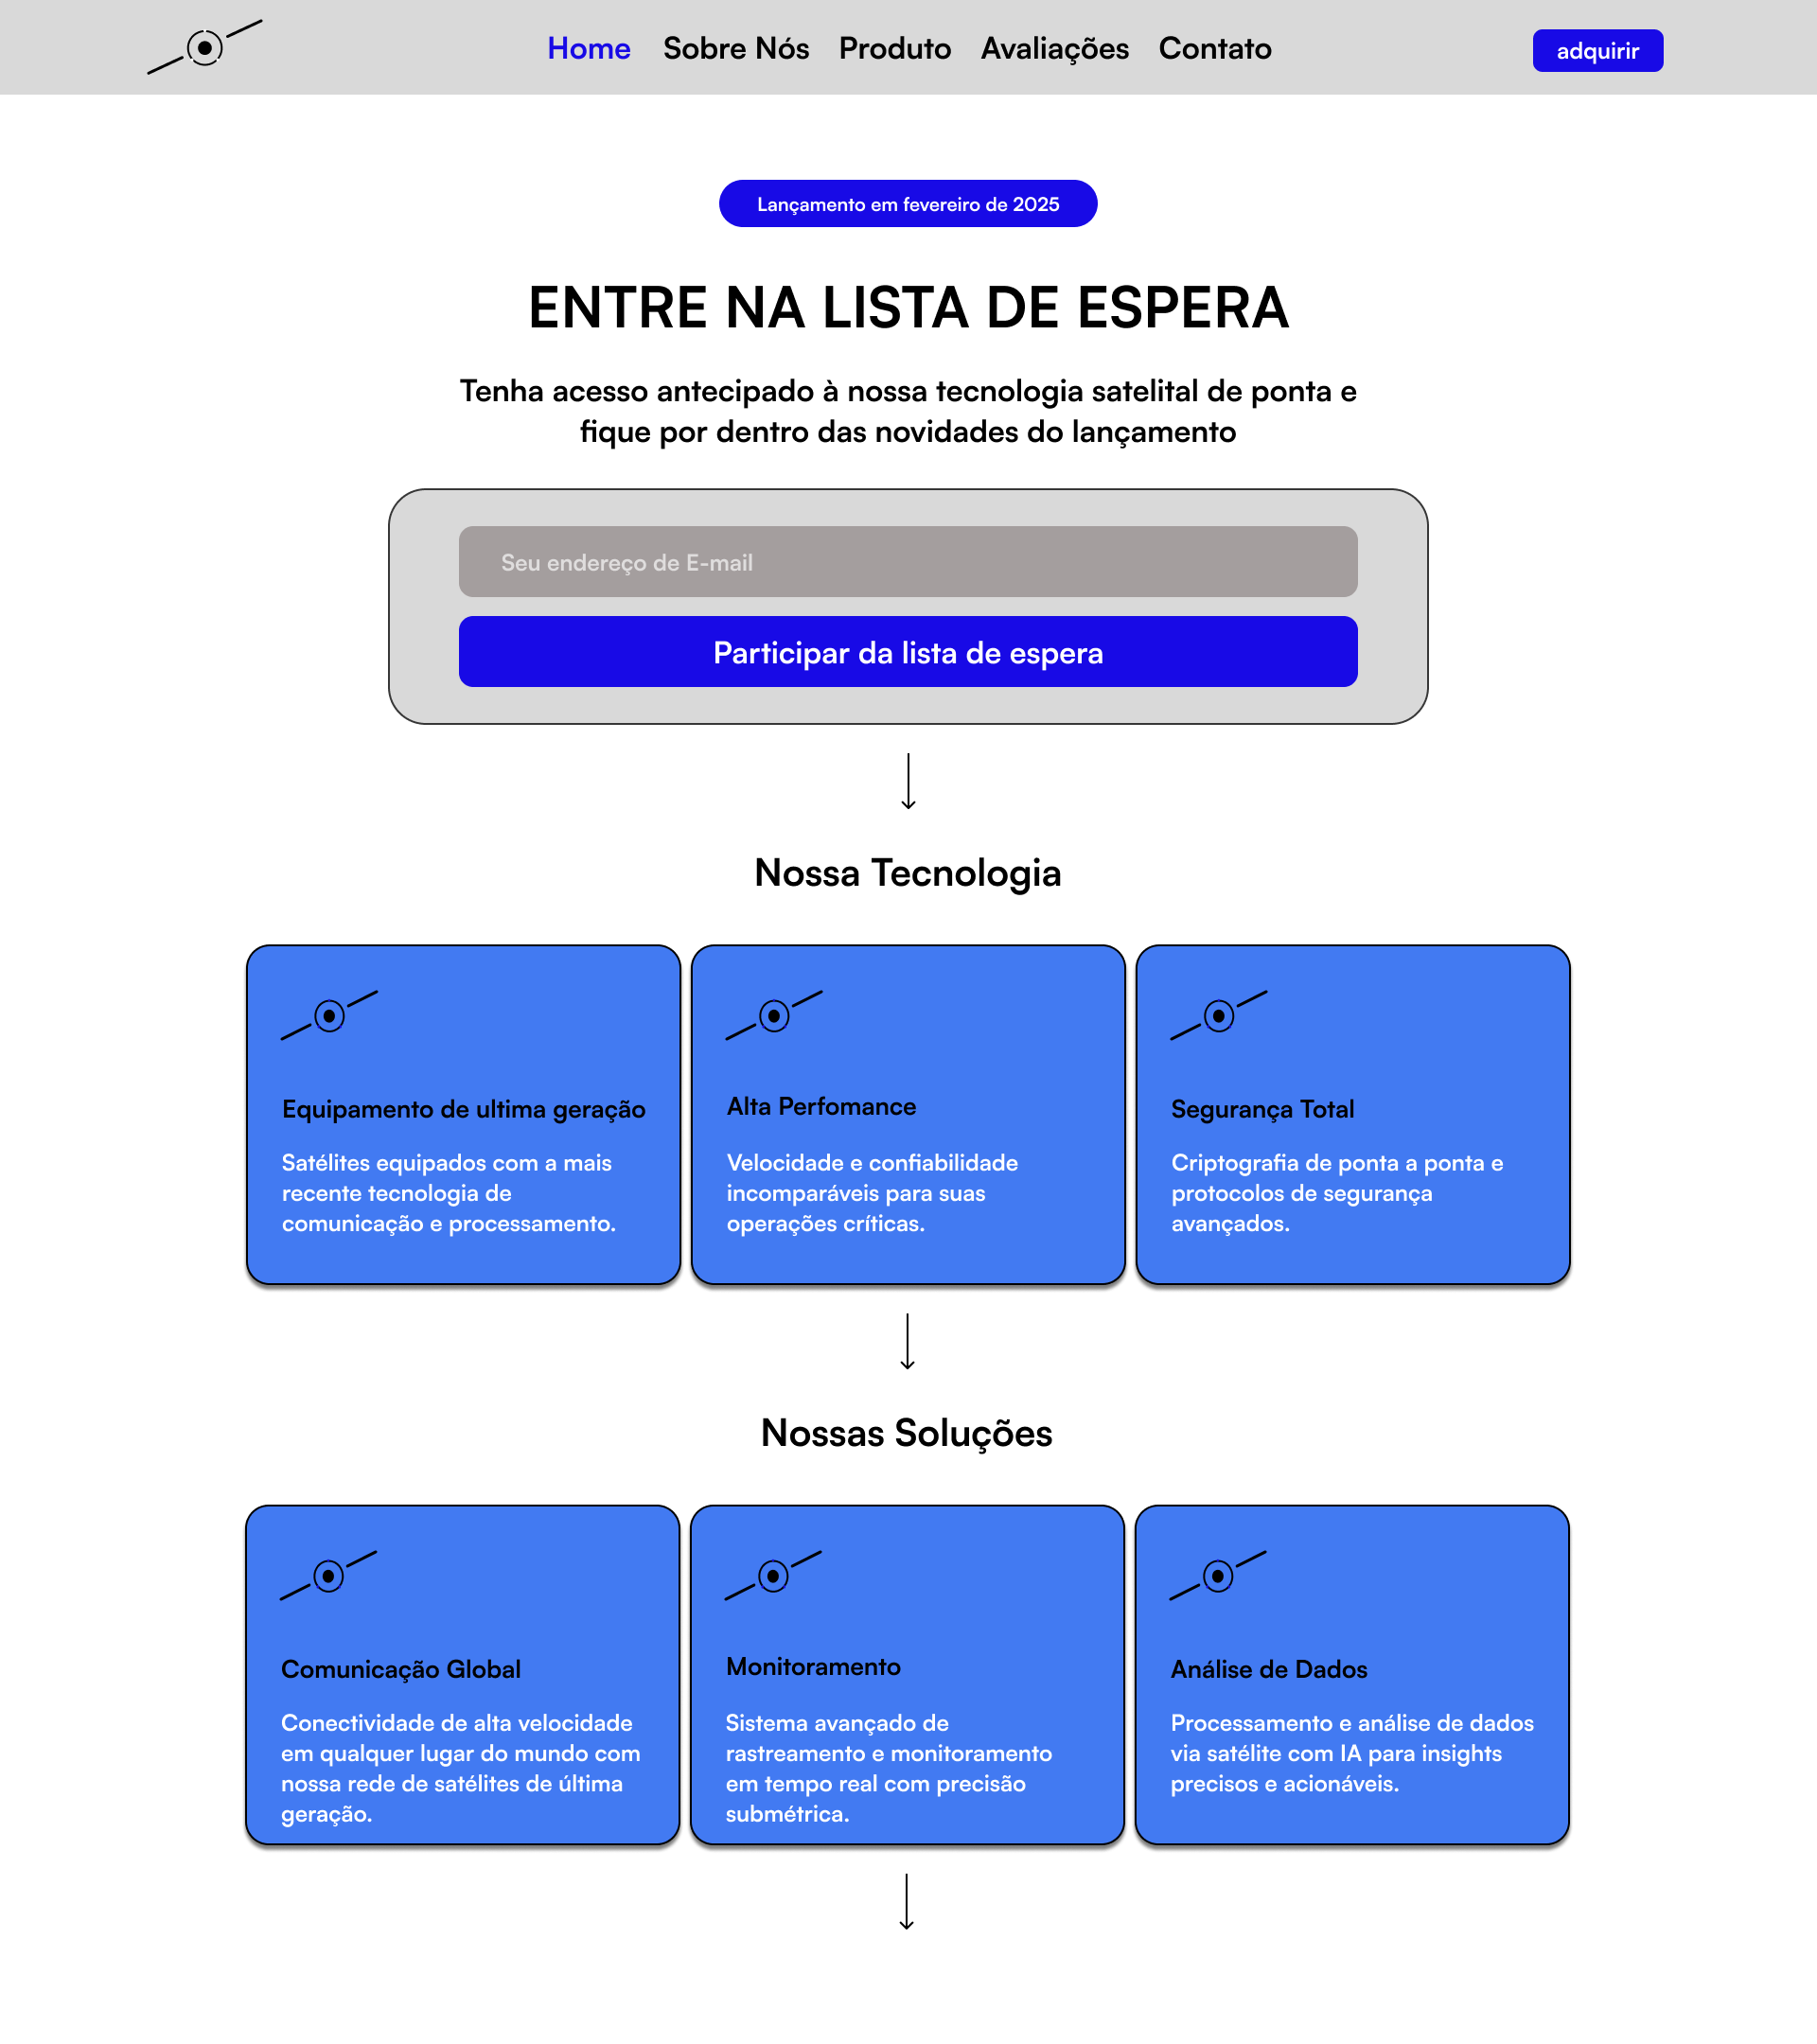 Home Sobre Nós Produto Avaliações Contato adquirir
Lançamento em fevereiro de 2025
ENTRE NA LISTA DE ESPERA
Tenha acesso antecipado à nossa tecnologia satelital de ponta e
fique por dentro das novidades do lançamento
Seu endereço de E-mail
Participar da lista de espera
Nossa Tecnologia
Equipamento de ultima geração
Satélites equipados com a mais
recente tecnologia de
comunicação e processamento.
Alta Perfomance
Velocidade e confiabilidade
incomparáveis para suas
operações críticas.
Segurança Total
Criptografia de ponta a ponta e
protocolos de segurança
avançados.
Nossas Soluções
Comunicação Global
Conectividade de alta velocidade
em qualquer lugar do mundo com
nossa rede de satélites de última
geração.
Monitoramento
Sistema avançado de
rastreamento e monitoramento
em tempo real com precisão
submétrica.
Análise de Dados
Processamento e análise de dados
via satélite com IA para insights
precisos e acionáveis.